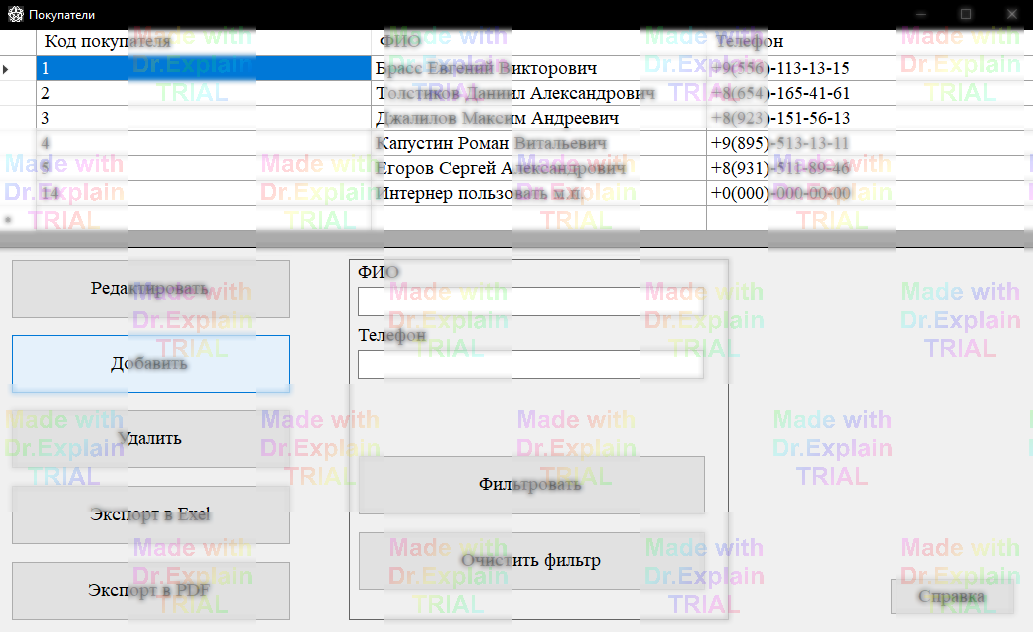 Покупатели
Код покупателя ФИО Телефон
1 Брасс Евгений Викторович +9(556)-113-13-15
2 Толстиков Даниил Александрович +8(654)-165-41-61
3 Джалилов Максим Андреевич +8(923)-151-56-13
4 Капустин Роман Витальевич +9(895)-513-13-11
5 Егоров Сергей Александрович +8(931)-511-89-46
14 Интернер пользовать м.п. +0(000)-000-00-00
ФИО
Редактировать
Телефон
Добавить
Удалить
Фильтровать
Экспорт в Exel
Очистить фильтр
Экспорт в PDF
Справка
Made with
Dr.Explain
TRIAL